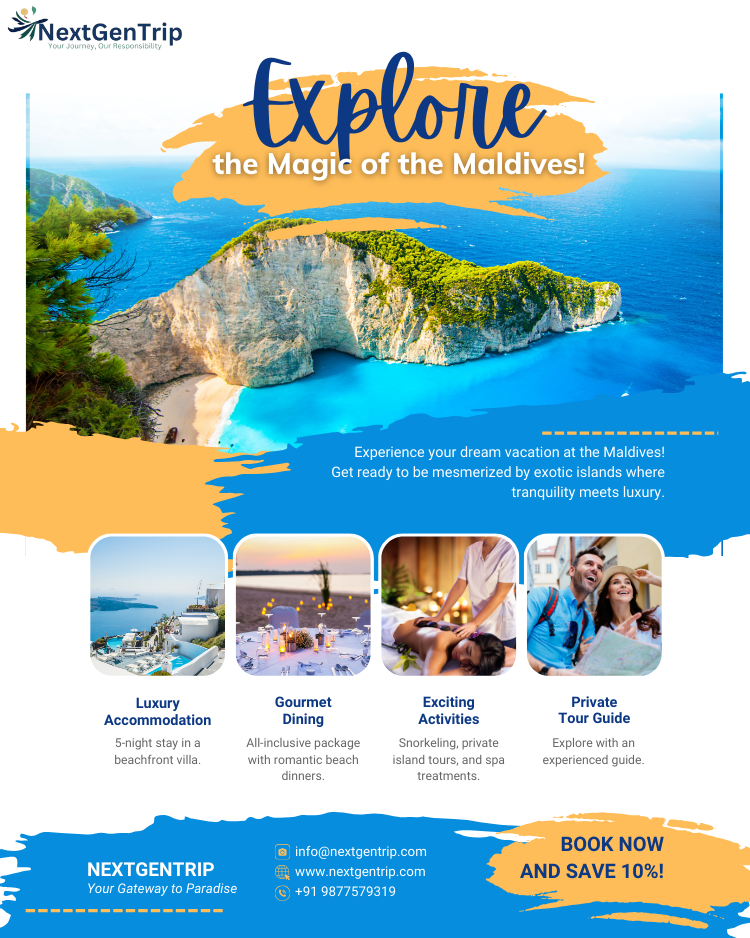 NextGenTrip
Your Journey, Our Responsibility
Explore
the Magic of the Maldives!
Experience your dream vacation at the Maldives!
Get ready to be mesmerized by exotic islands where
tranquility meets luxury.
Luxury
Accommodation
5-night stay in a
beachfront villa.
Gourmet
Dining
All-inclusive package
with romantic beach
dinners.
Exciting
Activities
Snorkeling, private
island tours, and spa
treatments.
Private
Tour Guide
Explore with an
experienced guide.
NEXTGENTRIP
Your Gateway to Paradise
info@nextgentrip.com
www.nextgentrip.com
+91 9877579319
BOOK NOW
AND SAVE 10%!